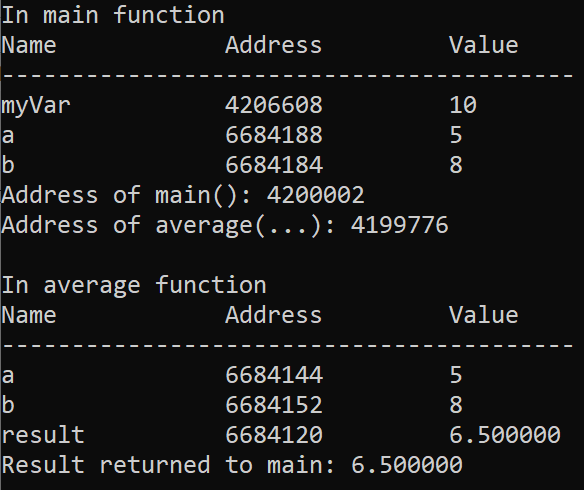 In main function
Name Address Value
-----------------------------------------
myVar 4206608 10
a 6684188 5
b 6684184 8
Address of main(): 4200002
Address of average(...): 4199776
In average function
Name Address Value
-----------------------------------------
a 6684144 5
b 6684152 8
result 6684120 6.500000
Result returned to main: 6.500000